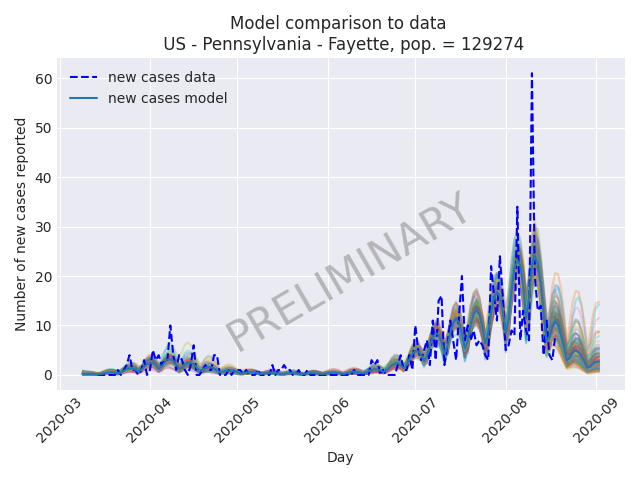 Model comparison to data
US - Pennsylvania - Fayette, pop. = 129274
new cases data
new cases model
PRELIMINARY
Number of new cases reported
60
50
40
30
20
10
0
2020-03
2020-04
2020-05
2020-06
2020-07
2020-08
2020-09
Day